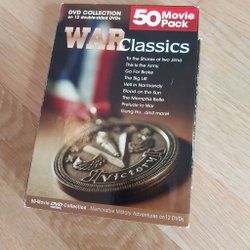 DVD COLLECTION
on 12 double-sided DVDs
50 Movie
Pack
WAR Classics
To the Shores of Iwo Jima
This is the Army
Go For Broke
The Big Lift
Hell in Normandy
Blood on the Sun
The Memphis Belle
Prelude to War
Gung Ho...and more!
VICTORIA
50-Movie DVD Collection Memorable Military Adventures on 12 DVDs